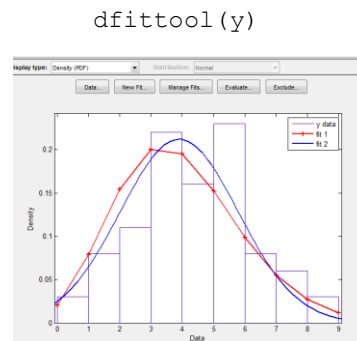 dfittool(y)
Display type: Density (PDF) Distribution: Normal
Data... New Fit... Manage Fits... Evaluate... Exclude...
y data
fit 1
fit 2
0.2
0.15
0.1
0.05
0
Density
0 1 2 3 4 5 6 7 8 9
Data